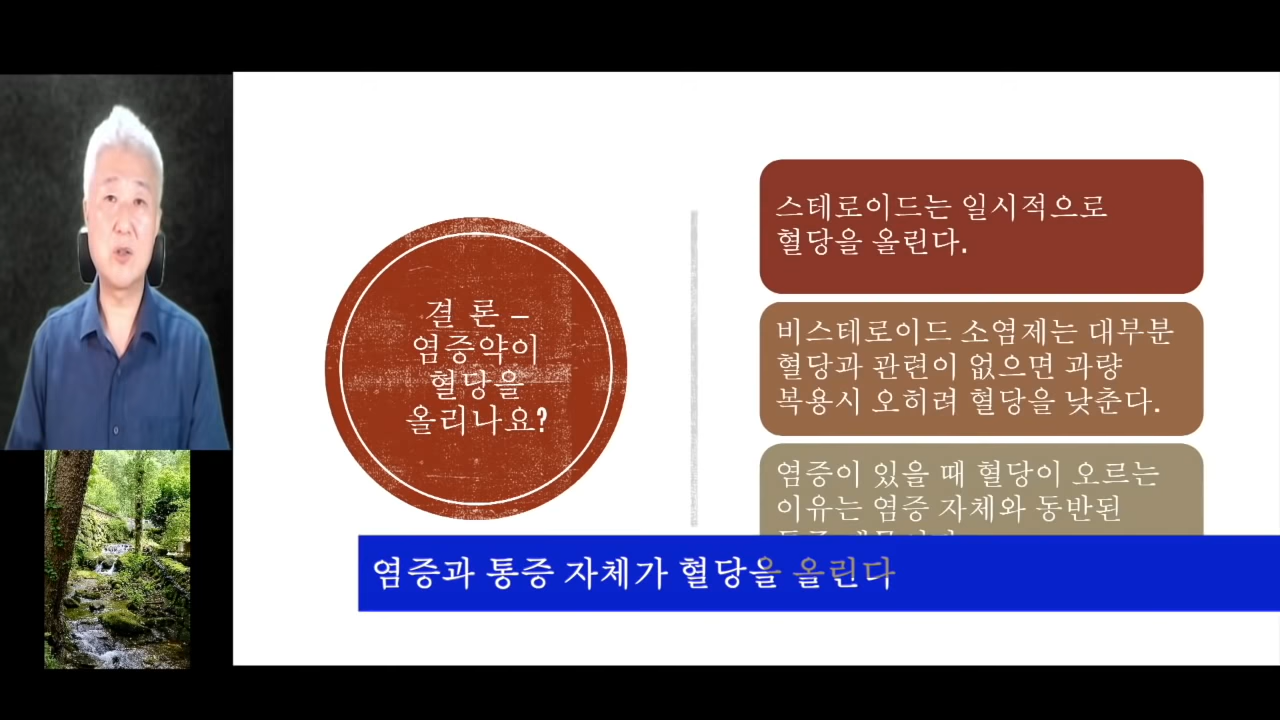 결 론 –
염증약이
혈당을
올리나요?
스테로이드는 일시적으로
혈당을 올린다.
비스테로이드 소염제는 대부분
혈당과 관련이 없으면 과량
복용시 오히려 혈당을 낮춘다.
염증이 있을 때 혈당이 오르는
이유는 염증 자체와 동반된
염증과 통증 자체가 혈당을 올린다